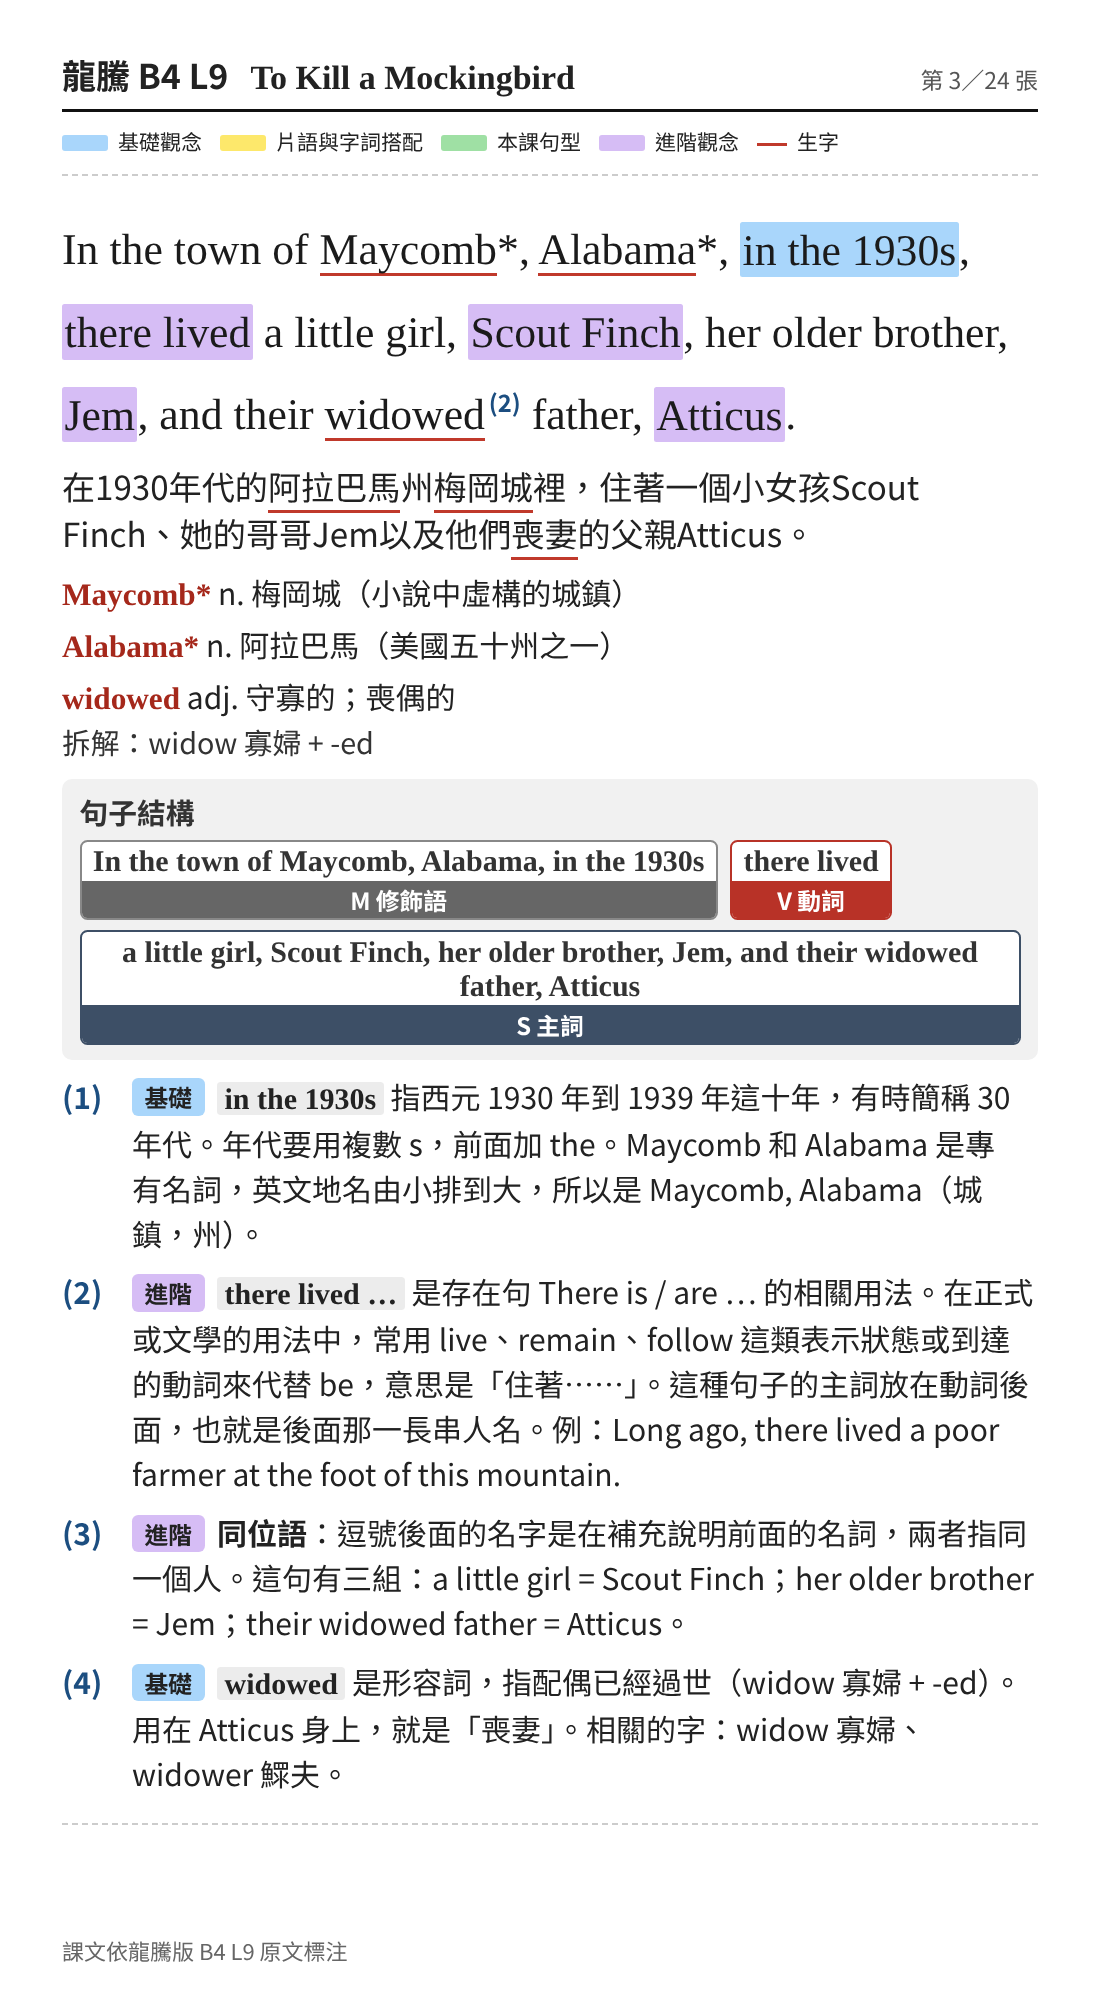 龍騰 B4 L9 To Kill a Mockingbird
第 3／24 張
基礎觀念 片語與字詞搭配 本課句型 進階觀念 生字
In the town of Maycomb*, Alabama*, in the 1930s,
there lived a little girl, Scout Finch, her older brother,
Jem, and their widowed(2) father, Atticus.
在1930年代的阿拉巴馬州梅岡城裡，住著一個小女孩Scout
Finch、她的哥哥Jem以及他們喪妻的父親Atticus。
Maycomb* n. 梅岡城（小說中虛構的城鎮）
Alabama* n. 阿拉巴馬（美國五十州之一）
widowed adj. 守寡的；喪偶的
拆解：widow 寡婦 + -ed
句子結構
In the town of Maycomb, Alabama, in the 1930s
M 修飾語
there lived
V 動詞
a little girl, Scout Finch, her older brother, Jem, and their widowed
father, Atticus
S 主詞
(1) 基礎 in the 1930s 指西元 1930 年到 1939 年這十年，有時簡稱 30
年代。年代要用複數 s，前面加 the。Maycomb 和 Alabama 是專
有名詞，英文地名由小排到大，所以是 Maycomb, Alabama（城
鎮，州）。
(2) 進階 there lived … 是存在句 There is / are … 的相關用法。在正式
或文學的用法中，常用 live、remain、follow 這類表示狀態或到達
的動詞來代替 be，意思是「住著……」。這種句子的主詞放在動詞後
面，也就是後面那一長串人名。例：Long ago, there lived a poor
farmer at the foot of this mountain.
(3) 進階 同位語：逗號後面的名字是在補充說明前面的名詞，兩者指同
一個人。這句有三組：a little girl = Scout Finch；her older brother
= Jem；their widowed father = Atticus。
(4) 基礎 widowed 是形容詞，指配偶已經過世（widow 寡婦 + -ed）。
用在 Atticus 身上，就是「喪妻」。相關的字：widow 寡婦、
widower 鰥夫。
課文依龍騰版 B4 L9 原文標注